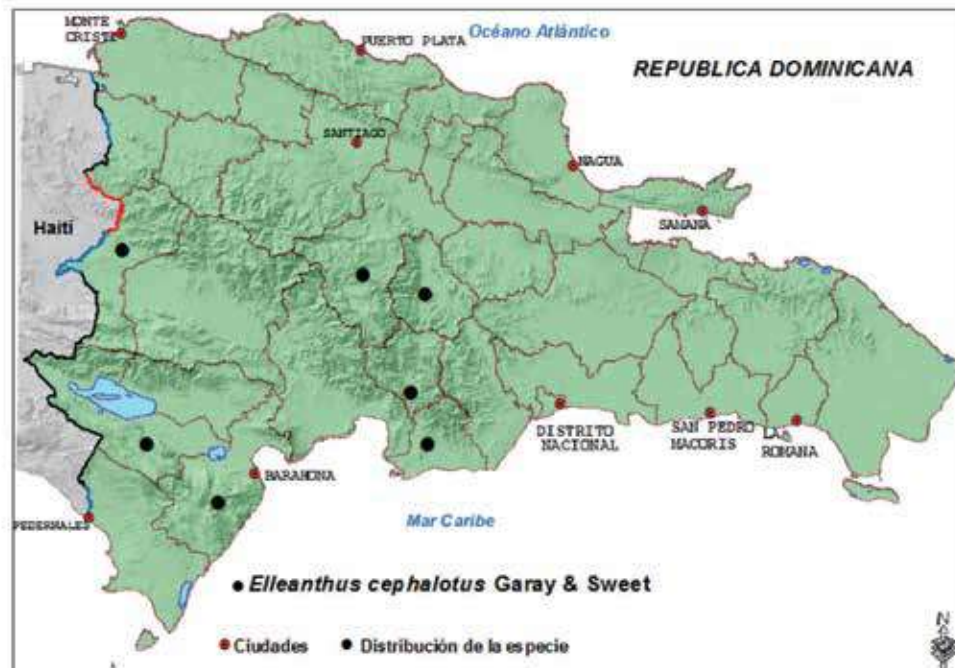 MONTE
CRISTI
PUERTO PLATA
Océano Atlántico
REPUBLICA DOMINICANA
SANTIAGO
NAGUA
SAMANA
Haití
DISTRITO
NACIONAL
SAN PEDRO
MACORIS
LA
ROMANA
BARAHONA
PEDERNALES
Mar Caribe
Elleanthus cephalotus Garay & Sweet
Ciudades
Distribución de la especie
N